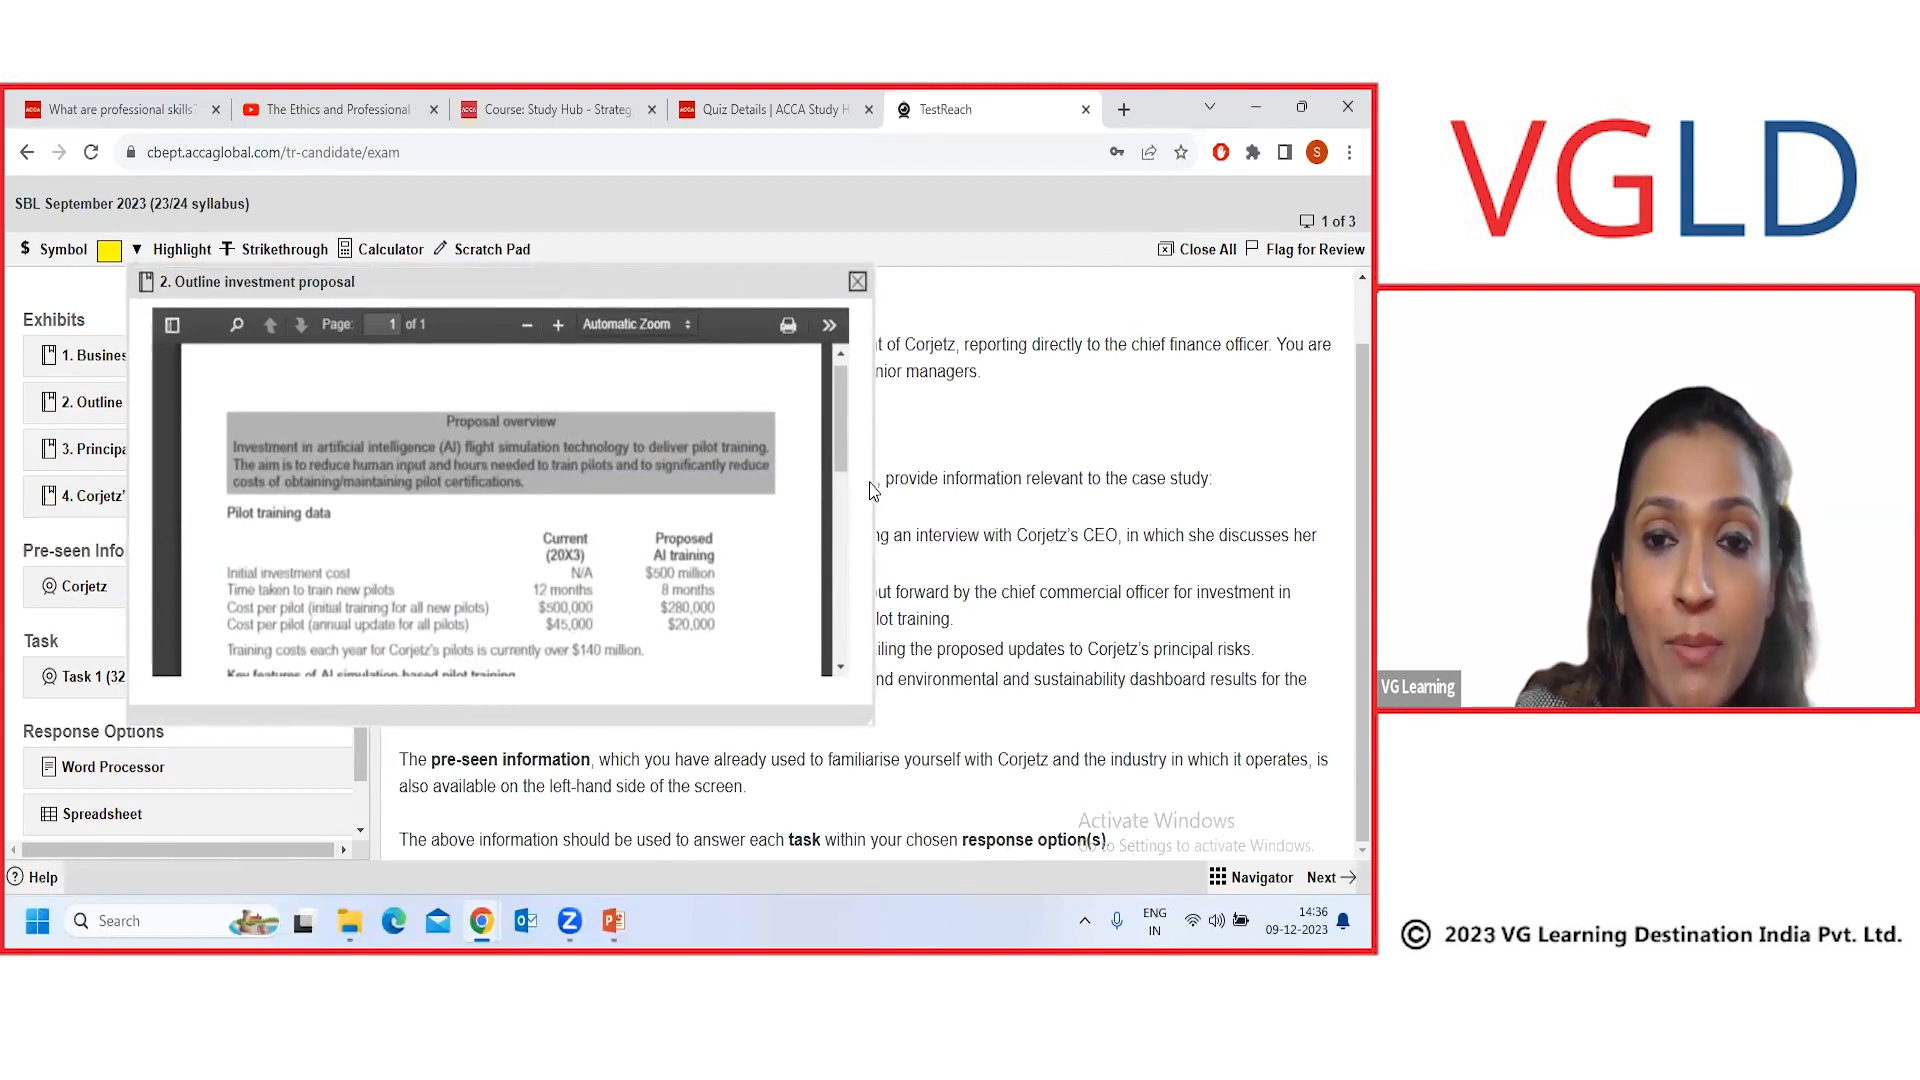 What are professional skills
The Ethics and Professional
Course: Study Hub - Strateg
Quiz Details | ACCA Study H
TestReach
cbept.accaglobal.com/tr-candidate/exam
SBL September 2023 (23/24 syllabus)
1 of 3
$ Symbol Highlight Strikethrough Calculator Scratch Pad
Close All Flag for Review
2. Outline investment proposal
Page: 1 of 1 Automatic Zoom
Exhibits
1. Busines
2. Outline
3. Principa
4. Corjetz'
Pre-seen Info
Corjetz
Task
Task 1 (32
Response Options
Word Processor
Spreadsheet
Proposal overview
Investment in artificial intelligence (AI) flight simulation technology to deliver pilot training.
The aim is to reduce human input and hours needed to train pilots and to significantly reduce
costs of obtaining/maintaining pilot certifications.
Pilot training data
Current Proposed
(20X3) AI training
Initial investment cost N/A $500 million
Time taken to train new pilots 12 months 8 months
Cost per pilot (initial training for all new pilots) $500,000 $280,000
Cost per pilot (annual update for all pilots) $45,000 $20,000
Training costs each year for Corjetz's pilots is currently over $140 million.
Key features of AI simulation-based pilot training
t of Corjetz, reporting directly to the chief finance officer. You are
nior managers.
, provide information relevant to the case study:
ng an interview with Corjetz's CEO, in which she discusses her
ut forward by the chief commercial officer for investment in
lot training.
iling the proposed updates to Corjetz's principal risks.
nd environmental and sustainability dashboard results for the
The pre-seen information, which you have already used to familiarise yourself with Corjetz and the industry in which it operates, is
also available on the left-hand side of the screen.
The above information should be used to answer each task within your chosen response option(s).
Activate Windows
Go to Settings to activate Windows.
Help
Navigator Next
Search
ENG
IN
14:36
09-12-2023
VGLD
VG Learning
© 2023 VG Learning Destination India Pvt. Ltd.